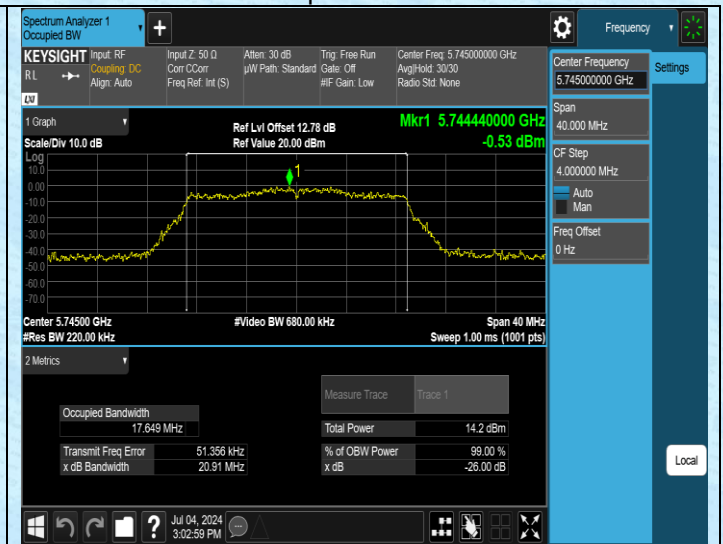 Spectrum Analyzer 1
Occupied BW
+
Frequency
KEYSIGHT
RL
LXI
Input: RF
Coupling: DC
Align: Auto
Input Z: 50 Ω
Corr CCorr
Freq Ref: Int (S)
Atten: 30 dB
µW Path: Standard
Trig: Free Run
Gate: Off
#IF Gain: Low
Center Freq: 5.745000000 GHz
Avg|Hold: 30/30
Radio Std: None
Center Frequency
5.745000000 GHz
Settings
Span
40.000 MHz
CF Step
4.000000 MHz
Auto
Man
Freq Offset
0 Hz
1 Graph
Scale/Div 10.0 dB
Ref Lvl Offset 12.78 dB
Ref Value 20.00 dBm
Mkr1 5.744440000 GHz
-0.53 dBm
Log
10.0
0.00
-10.0
-20.0
-30.0
-40.0
-50.0
-60.0
-70.0
1
Center 5.74500 GHz
#Res BW 220.00 kHz
#Video BW 680.00 kHz
Span 40 MHz
Sweep 1.00 ms (1001 pts)
2 Metrics
Measure Trace
Trace 1
Occupied Bandwidth
17.649 MHz
Total Power
14.2 dBm
Transmit Freq Error
51.356 kHz
% of OBW Power
99.00 %
x dB Bandwidth
20.91 MHz
x dB
-26.00 dB
Local
?
Jul 04, 2024
3:02:59 PM